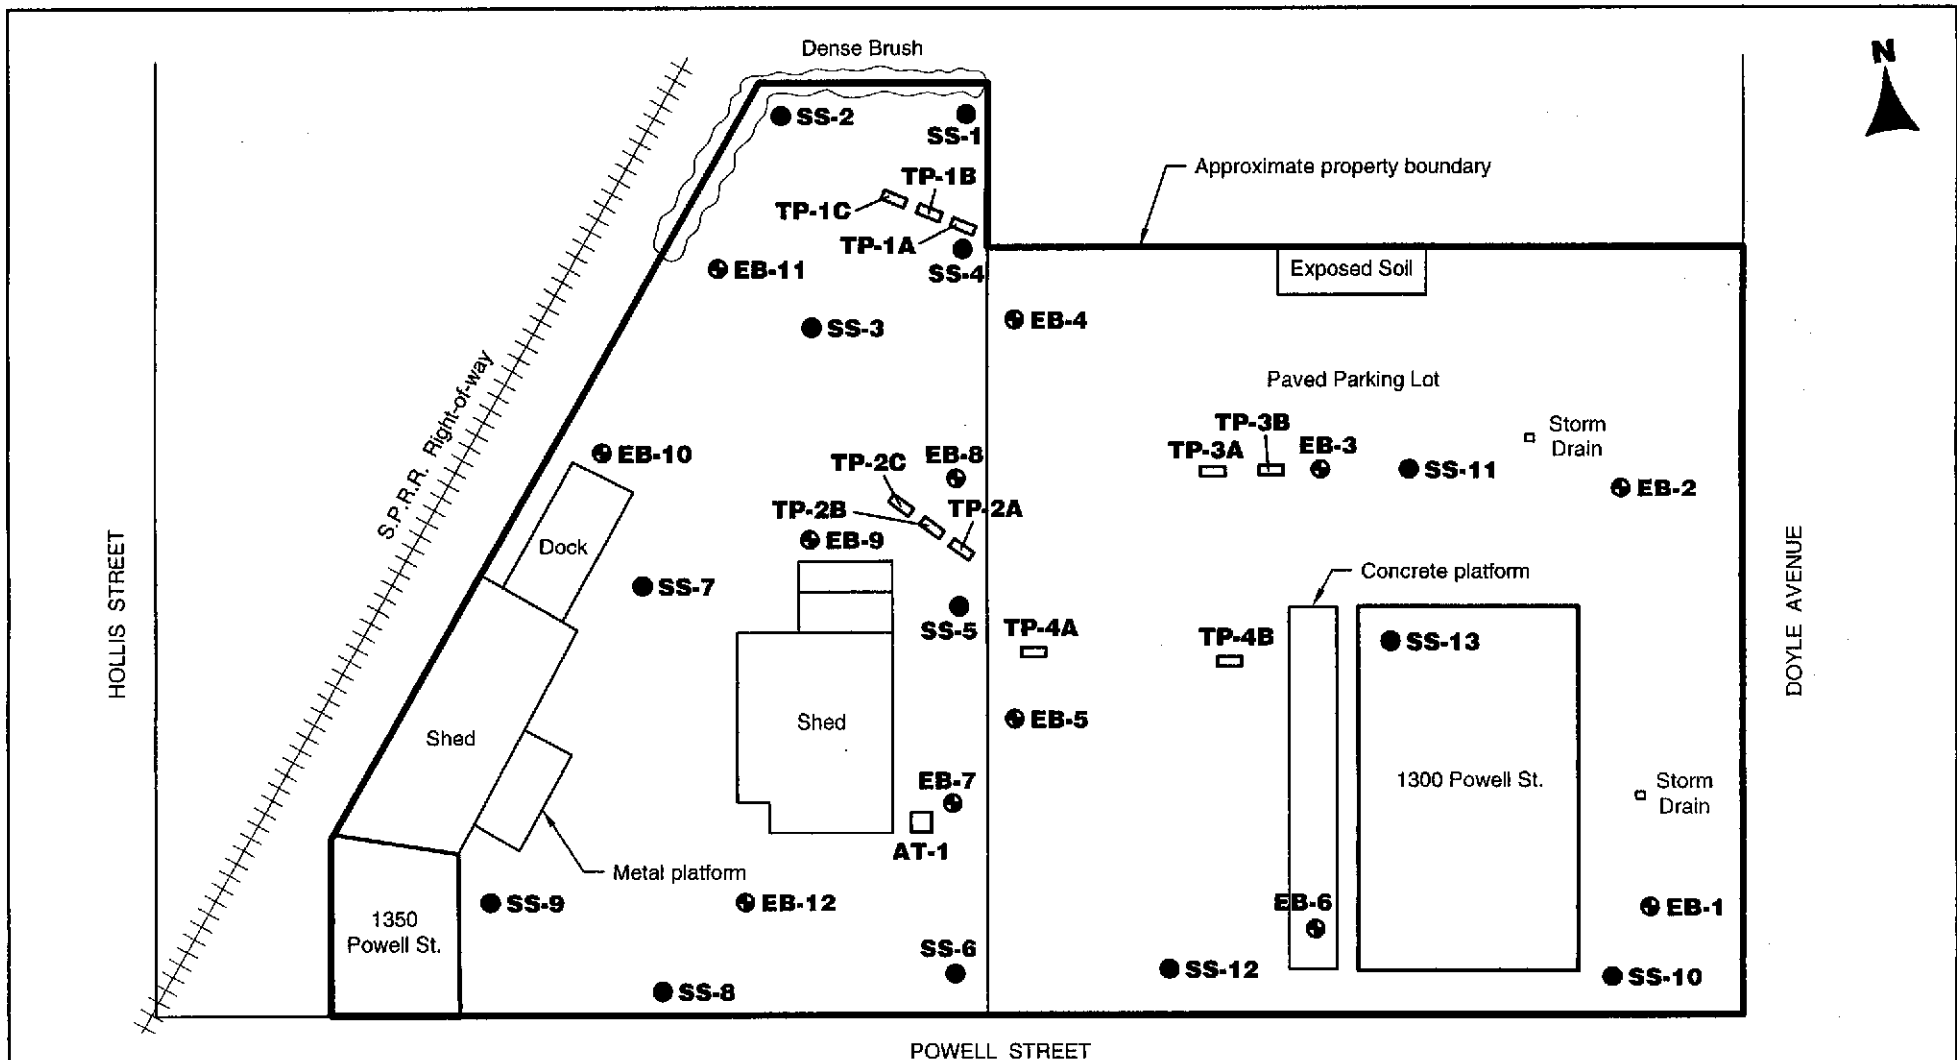 Dense Brush
N
SS-2
SS-1
TP-1B
Approximate property boundary
TP-1C
TP-1A
EB-11
SS-4
Exposed Soil
SS-3
EB-4
S.P.R.R. Right-of-way
Paved Parking Lot
TP-3B
Storm
Drain
EB-10
TP-2C
EB-8
TP-3A
EB-3
SS-11
EB-2
TP-2B
TP-2A
EB-9
Dock
HOLLIS STREET
DOYLE AVENUE
Concrete platform
SS-7
SS-5
TP-4A
TP-4B
SS-13
Shed
Shed
EB-5
1300 Powell St.
EB-7
Storm
Drain
AT-1
Metal platform
SS-9
EB-12
EB-6
EB-1
1350
Powell St.
SS-6
SS-8
SS-12
SS-10
POWELL STREET